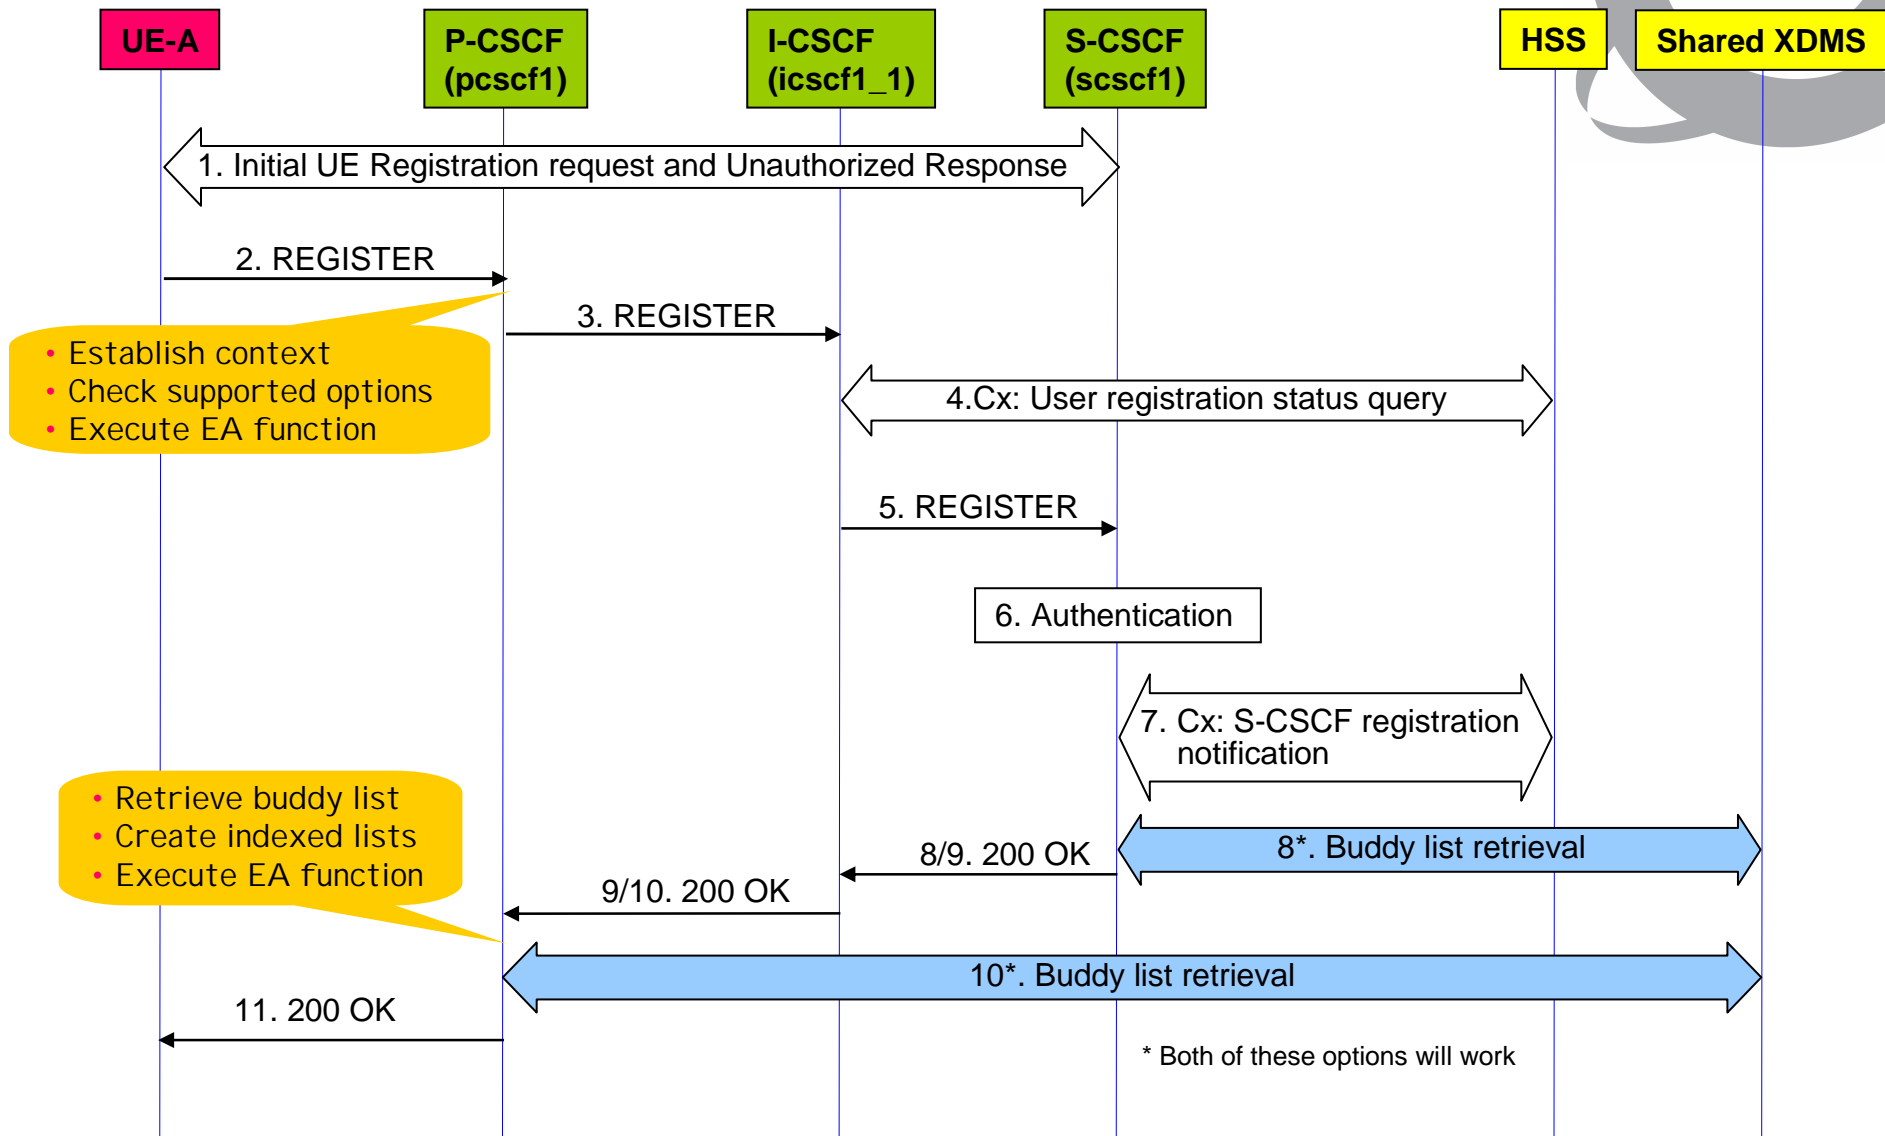 UE-A
P-CSCF
(pcscf1)
I-CSCF
(icscf1_1)
S-CSCF
(scscf1)
HSS
Shared XDMS
1. Initial UE Registration request and Unauthorized Response
2. REGISTER
3. REGISTER
• Establish context
• Check supported options
• Execute EA function
4.Cx: User registration status query
5. REGISTER
6. Authentication
7. Cx: S-CSCF registration
notification
• Retrieve buddy list
• Create indexed lists
• Execute EA function
8*. Buddy list retrieval
8/9. 200 OK
9/10. 200 OK
10*. Buddy list retrieval
11. 200 OK
* Both of these options will work